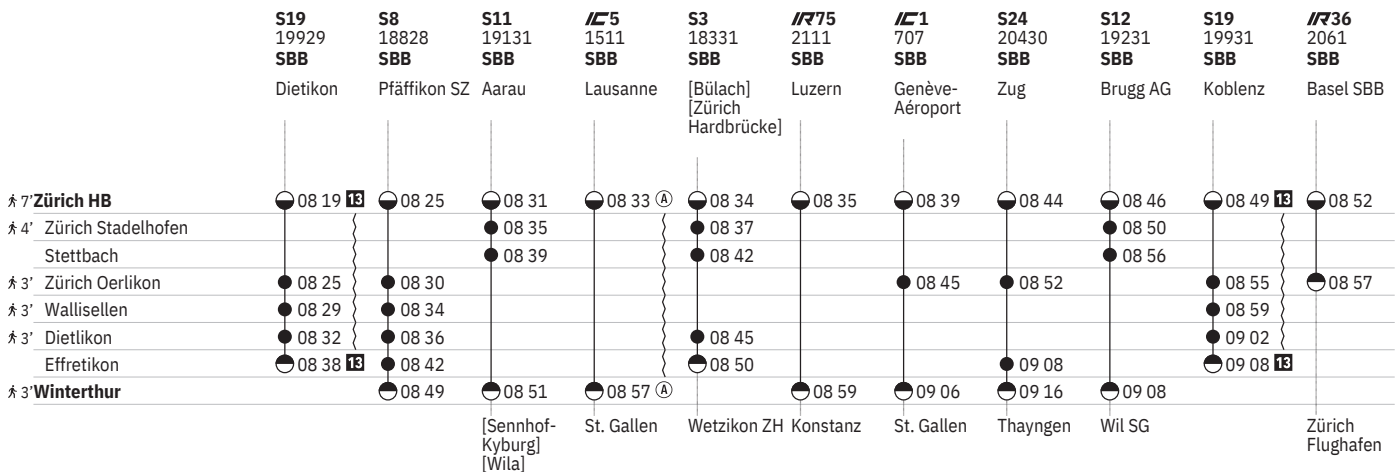 S19 S8 S11 IC5 S3 IR75 IC1 S24 S12 S19 IR36
19929 18828 19131 1511 18331 2111 707 20430 19231 19931 2061
SBB SBB SBB SBB SBB SBB SBB SBB SBB SBB SBB
Dietikon Pfäffikon SZ Aarau Lausanne [Bülach] Luzern Genève- Zug Brugg AG Koblenz Basel SBB
[Zürich Aéroport
Hardbrücke]
7’ Zürich HB 08 19 13 08 25 08 31 08 33 A 08 34 08 35 08 39 08 44 08 46 08 49 13 08 52
4’ Zürich Stadelhofen 08 35 08 37 08 50
Stettbach 08 39 08 42 08 56
3’ Zürich Oerlikon 08 25 08 30 08 45 08 52 08 55 08 57
3’ Wallisellen 08 29 08 34 08 59
3’ Dietlikon 08 32 08 36 08 45 09 02
Effretikon 08 38 13 08 42 08 50 09 08 09 08 13
3’ Winterthur 08 49 08 51 08 57 A 08 59 09 06 09 16 09 08
[Sennhof- St. Gallen Wetzikon ZH Konstanz St. Gallen Thayngen Wil SG Zürich
Kyburg] Flughafen
[Wila]